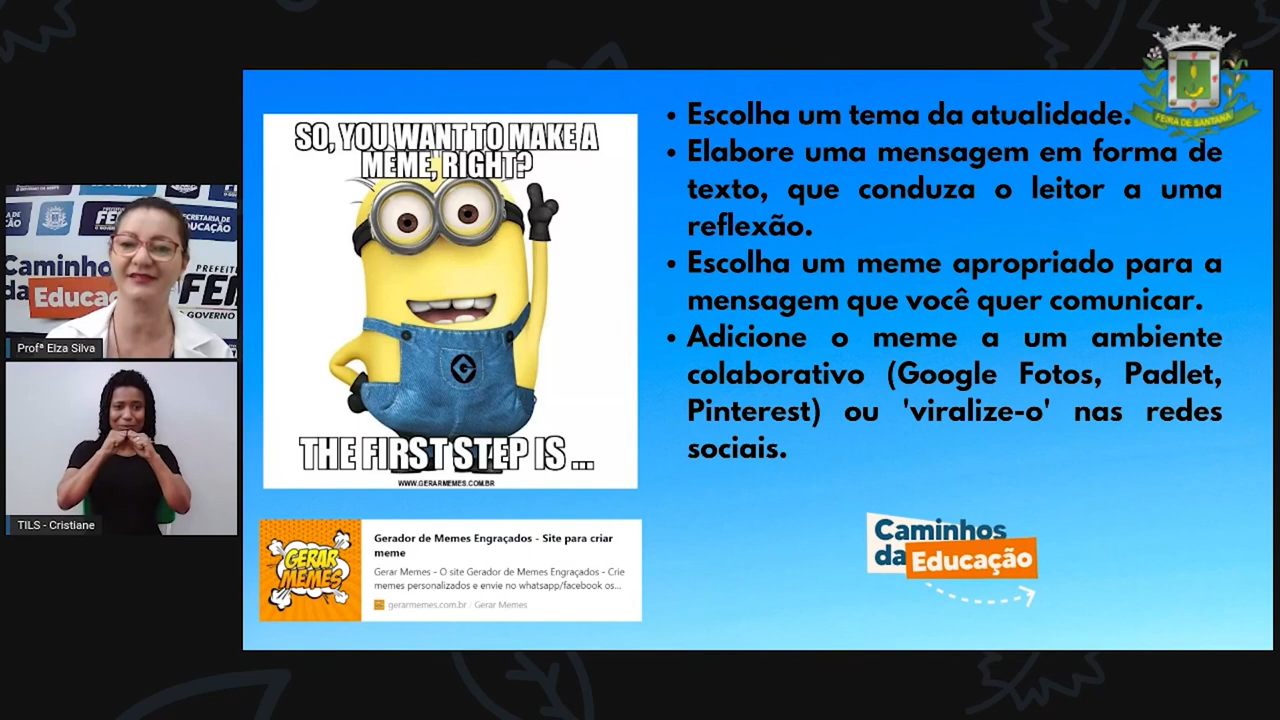 FEIRA DE SANTANA
SO, YOU WANT TO MAKE A
MEME, RIGHT?
THE FIRST STEP IS ...
WWW.GERARMEMES.COM.BR
GERAR
MEMES
Gerador de Memes Engraçados - Site para criar
meme
Gerar Memes - O site Gerador de Memes Engraçados - Crie
memes personalizados e envie no whatsapp/facebook os...
gerarmemes.com.br / Gerar Memes
• Escolha um tema da atualidade.
• Elabore uma mensagem em forma de
texto, que conduza o leitor a uma
reflexão.
• Escolha um meme apropriado para a
mensagem que você quer comunicar.
• Adicione o meme a um ambiente
colaborativo (Google Fotos, Padlet,
Pinterest) ou 'viralize-o' nas redes
sociais.
Caminhos
da Educação
SECRETARIA DE
EDUCAÇÃO
Caminho
da Educaç
PREFEITU
FEI
GOVERNO
Profª Elza Silva
TILS - Cristiane